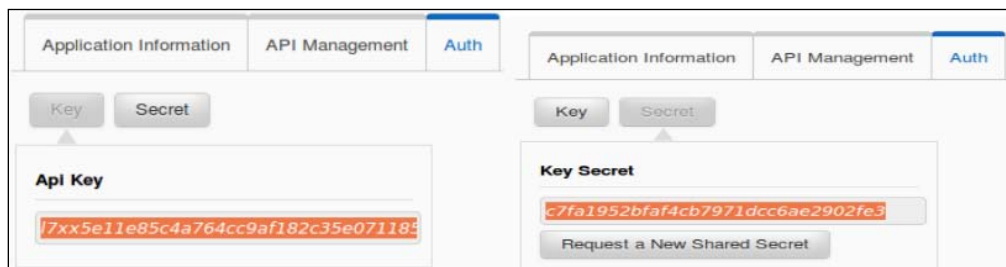 Application Information API Management Auth
Key Secret
Api Key
l7xx5e11e85c4a764cc9af182c35e071185
Application Information API Management Auth
Key Secret
Key Secret
c7fa1952bfaf4cb7971dcc6ae2902fe3
Request a New Shared Secret